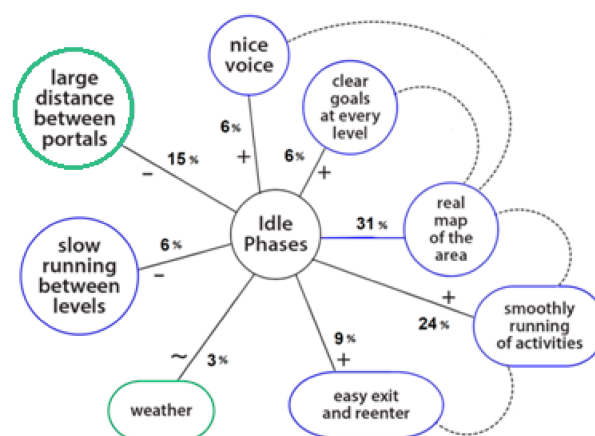 nice
voice
large
distance
between
portals
clear
goals
at every
level
6 %
+
6 %
+
15 %
–
Idle
Phases
31 %
real
map
of the
area
slow
running
between
levels
6 %
–
+
24 %
smoothly
running
of activities
~
3 %
9 %
+
weather
easy exit
and reenter